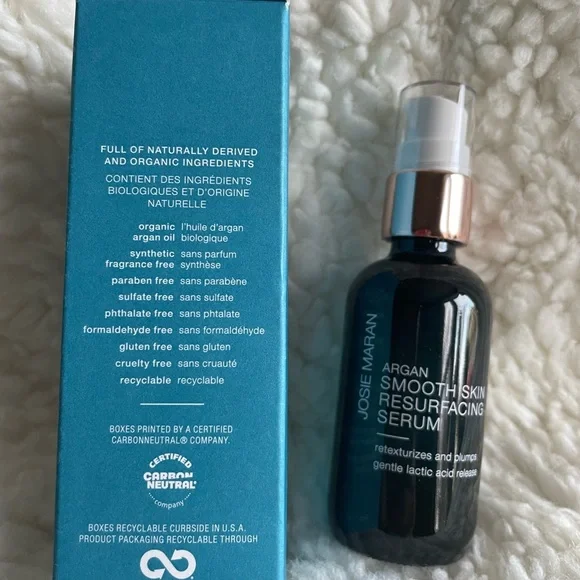 FULL OF NATURALLY DERIVED
AND ORGANIC INGREDIENTS
CONTIENT DES INGRÉDIENTS
BIOLOGIQUES ET D'ORIGINE
NATURELLE
organic l'huile d'argan
argan oil biologique
synthetic sans parfum
fragrance free synthèse
paraben free sans parabène
sulfate free sans sulfate
phthalate free sans phtalate
formaldehyde free sans formaldéhyde
gluten free sans gluten
cruelty free sans cruauté
recyclable recyclable
BOXES PRINTED BY A CERTIFIED
CARBONNEUTRAL® COMPANY.
CERTIFIED
CARBON
NEUTRAL
company
BOXES RECYCLABLE CURBSIDE IN U.S.A.
PRODUCT PACKAGING RECYCLABLE THROUGH
JOSIE MARAN
ARGAN
SMOOTH SKIN
RESURFACING
SERUM
retexturizes and plumps
gentle lactic acid release